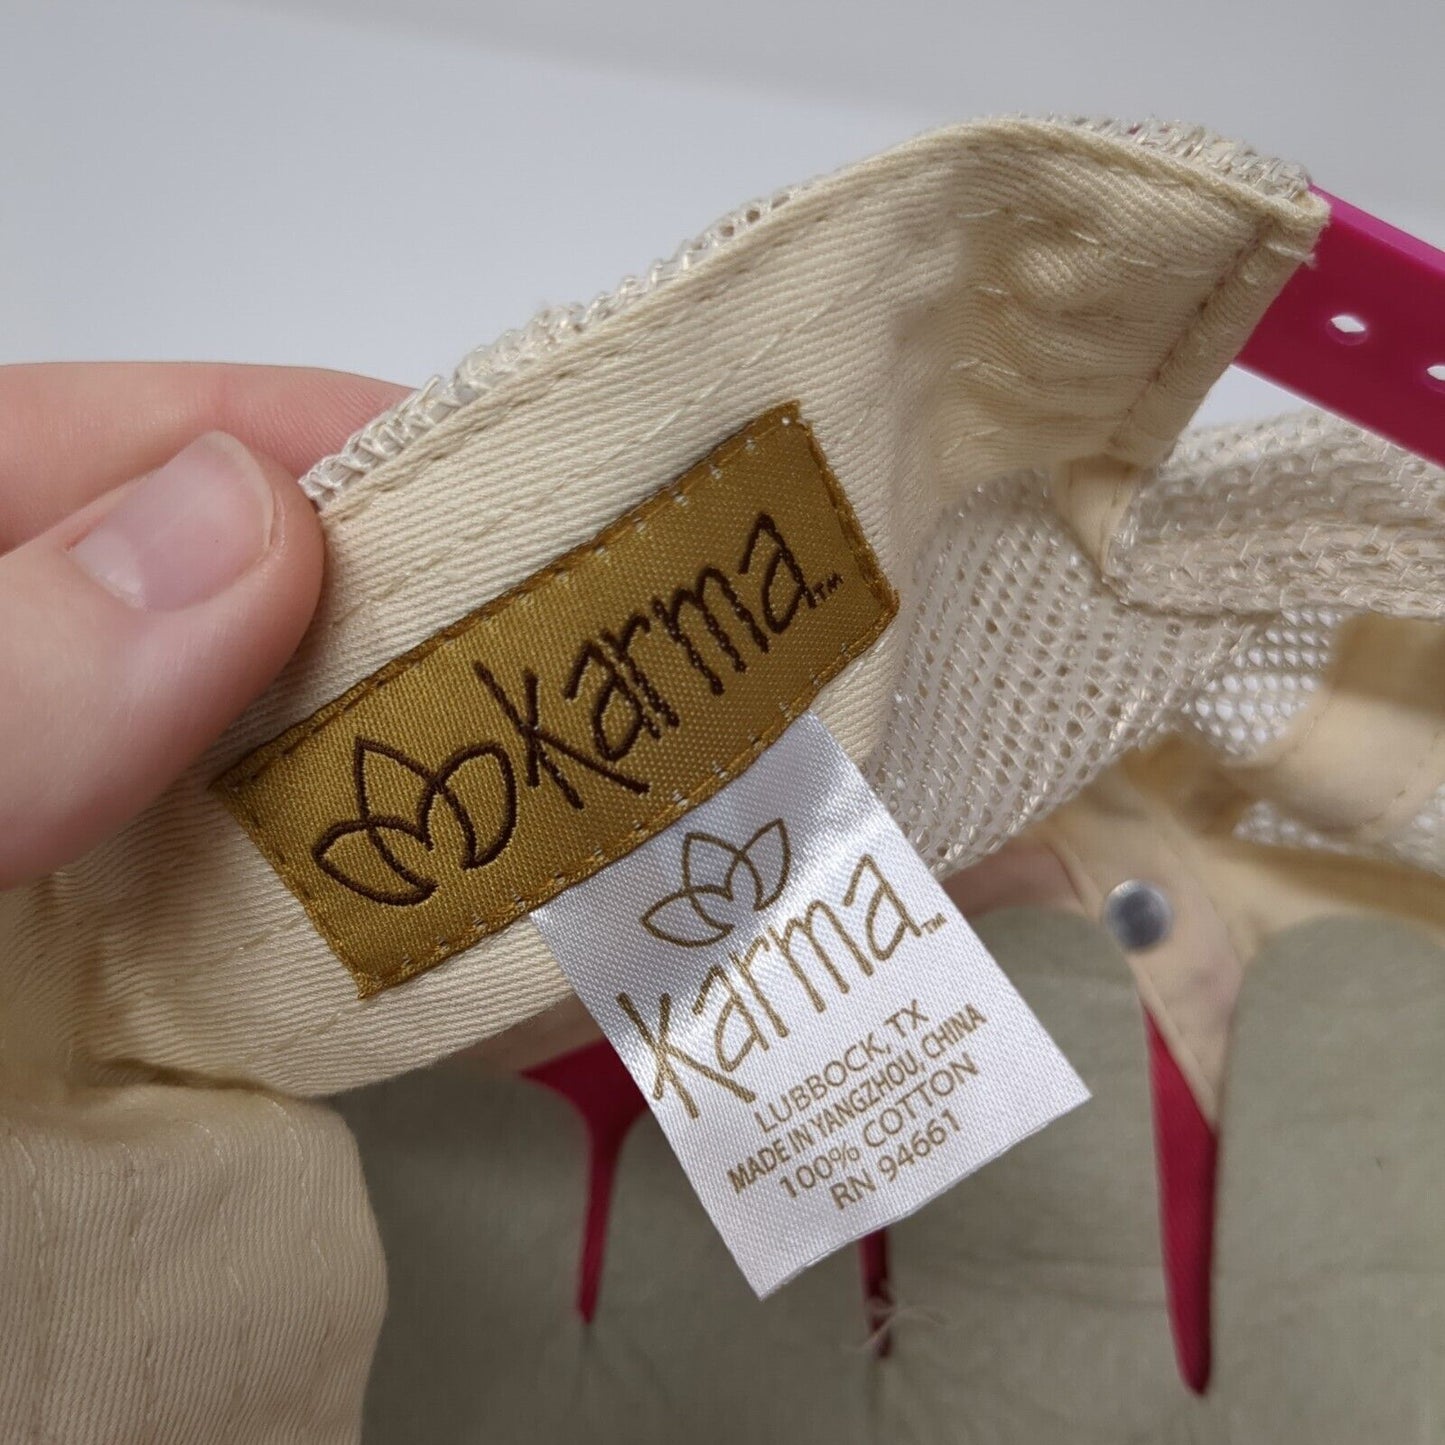 karma™
karma™
LUBBOCK, TX
MADE IN YANGZHOU, CHINA
100% COTTON
RN 94661